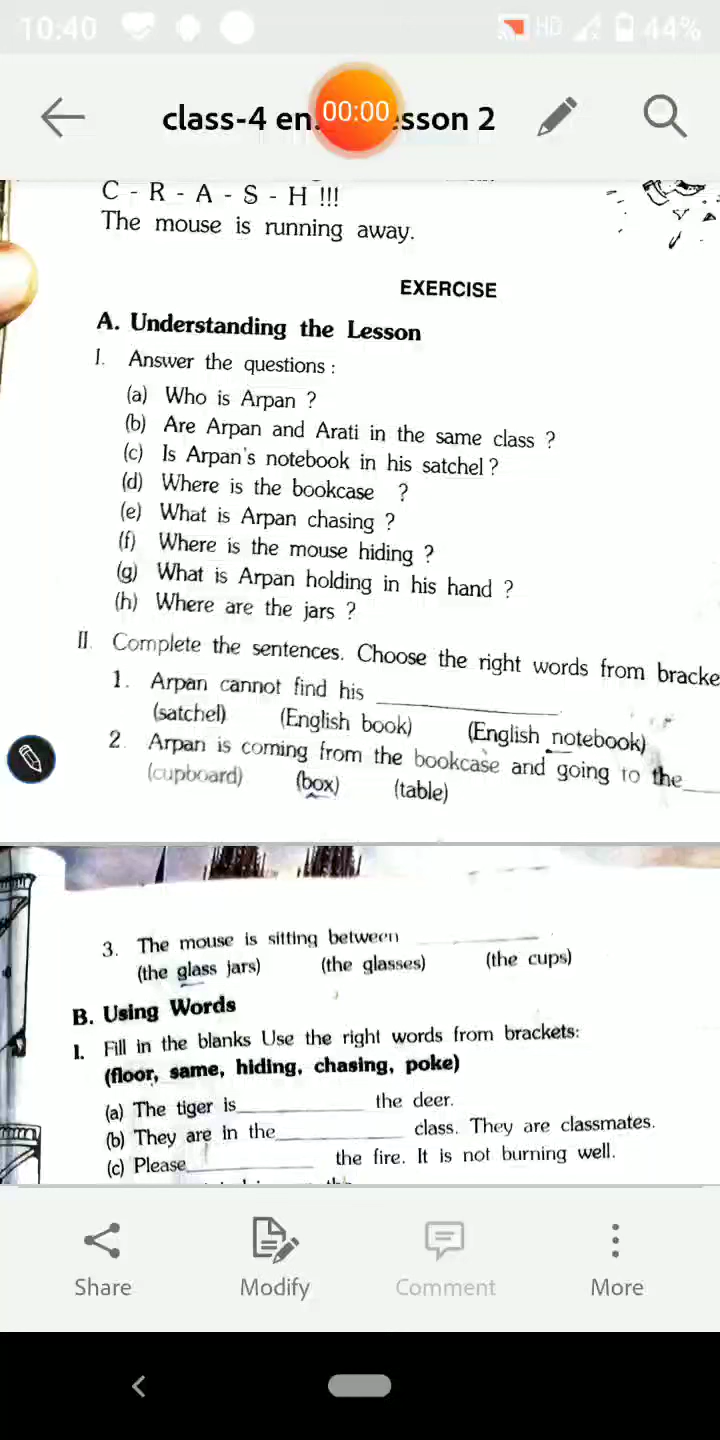 10:40 HD 44%
class-4 en. 00:00 sson 2
C - R - A - S - H !!!
The mouse is running away.
EXERCISE
A. Understanding the Lesson
I. Answer the questions :
(a) Who is Arpan ?
(b) Are Arpan and Arati in the same class ?
(c) Is Arpan's notebook in his satchel ?
(d) Where is the bookcase ?
(e) What is Arpan chasing ?
(f) Where is the mouse hiding ?
(g) What is Arpan holding in his hand ?
(h) Where are the jars ?
II. Complete the sentences. Choose the right words from bracke
1. Arpan cannot find his ____________
(satchel) (English book) (English notebook)
2. Arpan is coming from the bookcase and going to the____
(cupboard) (box) (table)
3. The mouse is sitting between ____________
(the glass jars) (the glasses) (the cups)
B. Using Words
I. Fill in the blanks Use the right words from brackets:
(floor, same, hiding, chasing, poke)
(a) The tiger is____________ the deer.
(b) They are in the____________ class. They are classmates.
(c) Please____________ the fire. It is not burning well.
Share Modify Comment More